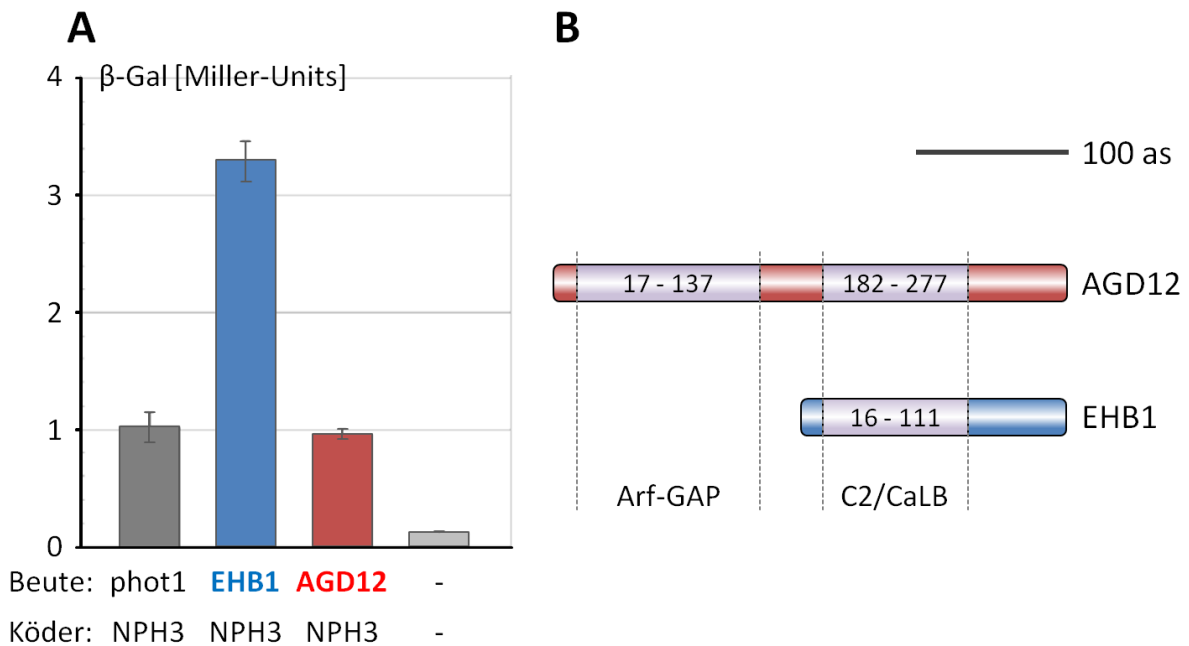 A
β-Gal [Miller-Units]
4
3
2
1
0
Beute: phot1 EHB1 AGD12 -
Köder: NPH3 NPH3 NPH3 -
B
100 as
17 - 137 182 - 277 AGD12
16 - 111 EHB1
Arf-GAP C2/CaLB